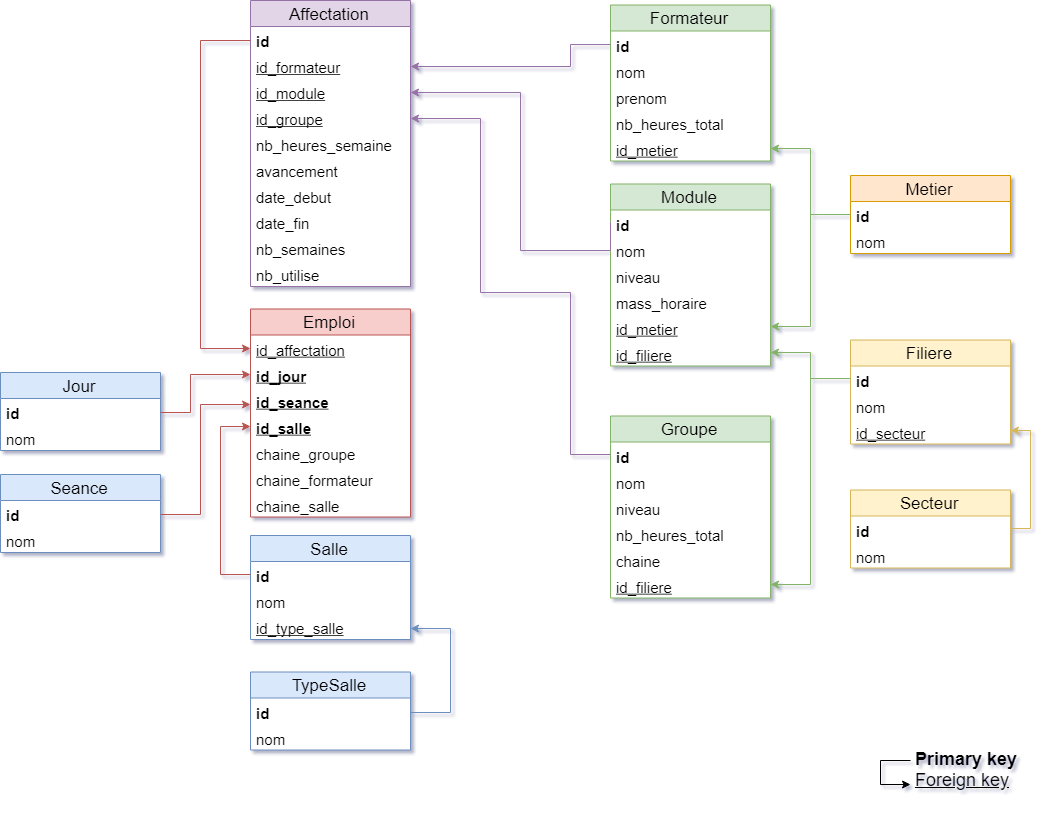 Affectation
id
id_formateur
id_module
id_groupe
nb_heures_semaine
avancement
date_debut
date_fin
nb_semaines
nb_utilise
Formateur
id
nom
prenom
nb_heures_total
id_metier
Module
id
nom
niveau
mass_horaire
id_metier
id_filiere
Metier
id
nom
Emploi
id_affectation
id_jour
id_seance
id_salle
chaine_groupe
chaine_formateur
chaine_salle
Jour
id
nom
Seance
id
nom
Filiere
id
nom
id_secteur
Groupe
id
nom
niveau
nb_heures_total
chaine
id_filiere
Secteur
id
nom
Salle
id
nom
id_type_salle
TypeSalle
id
nom
Primary key
Foreign key